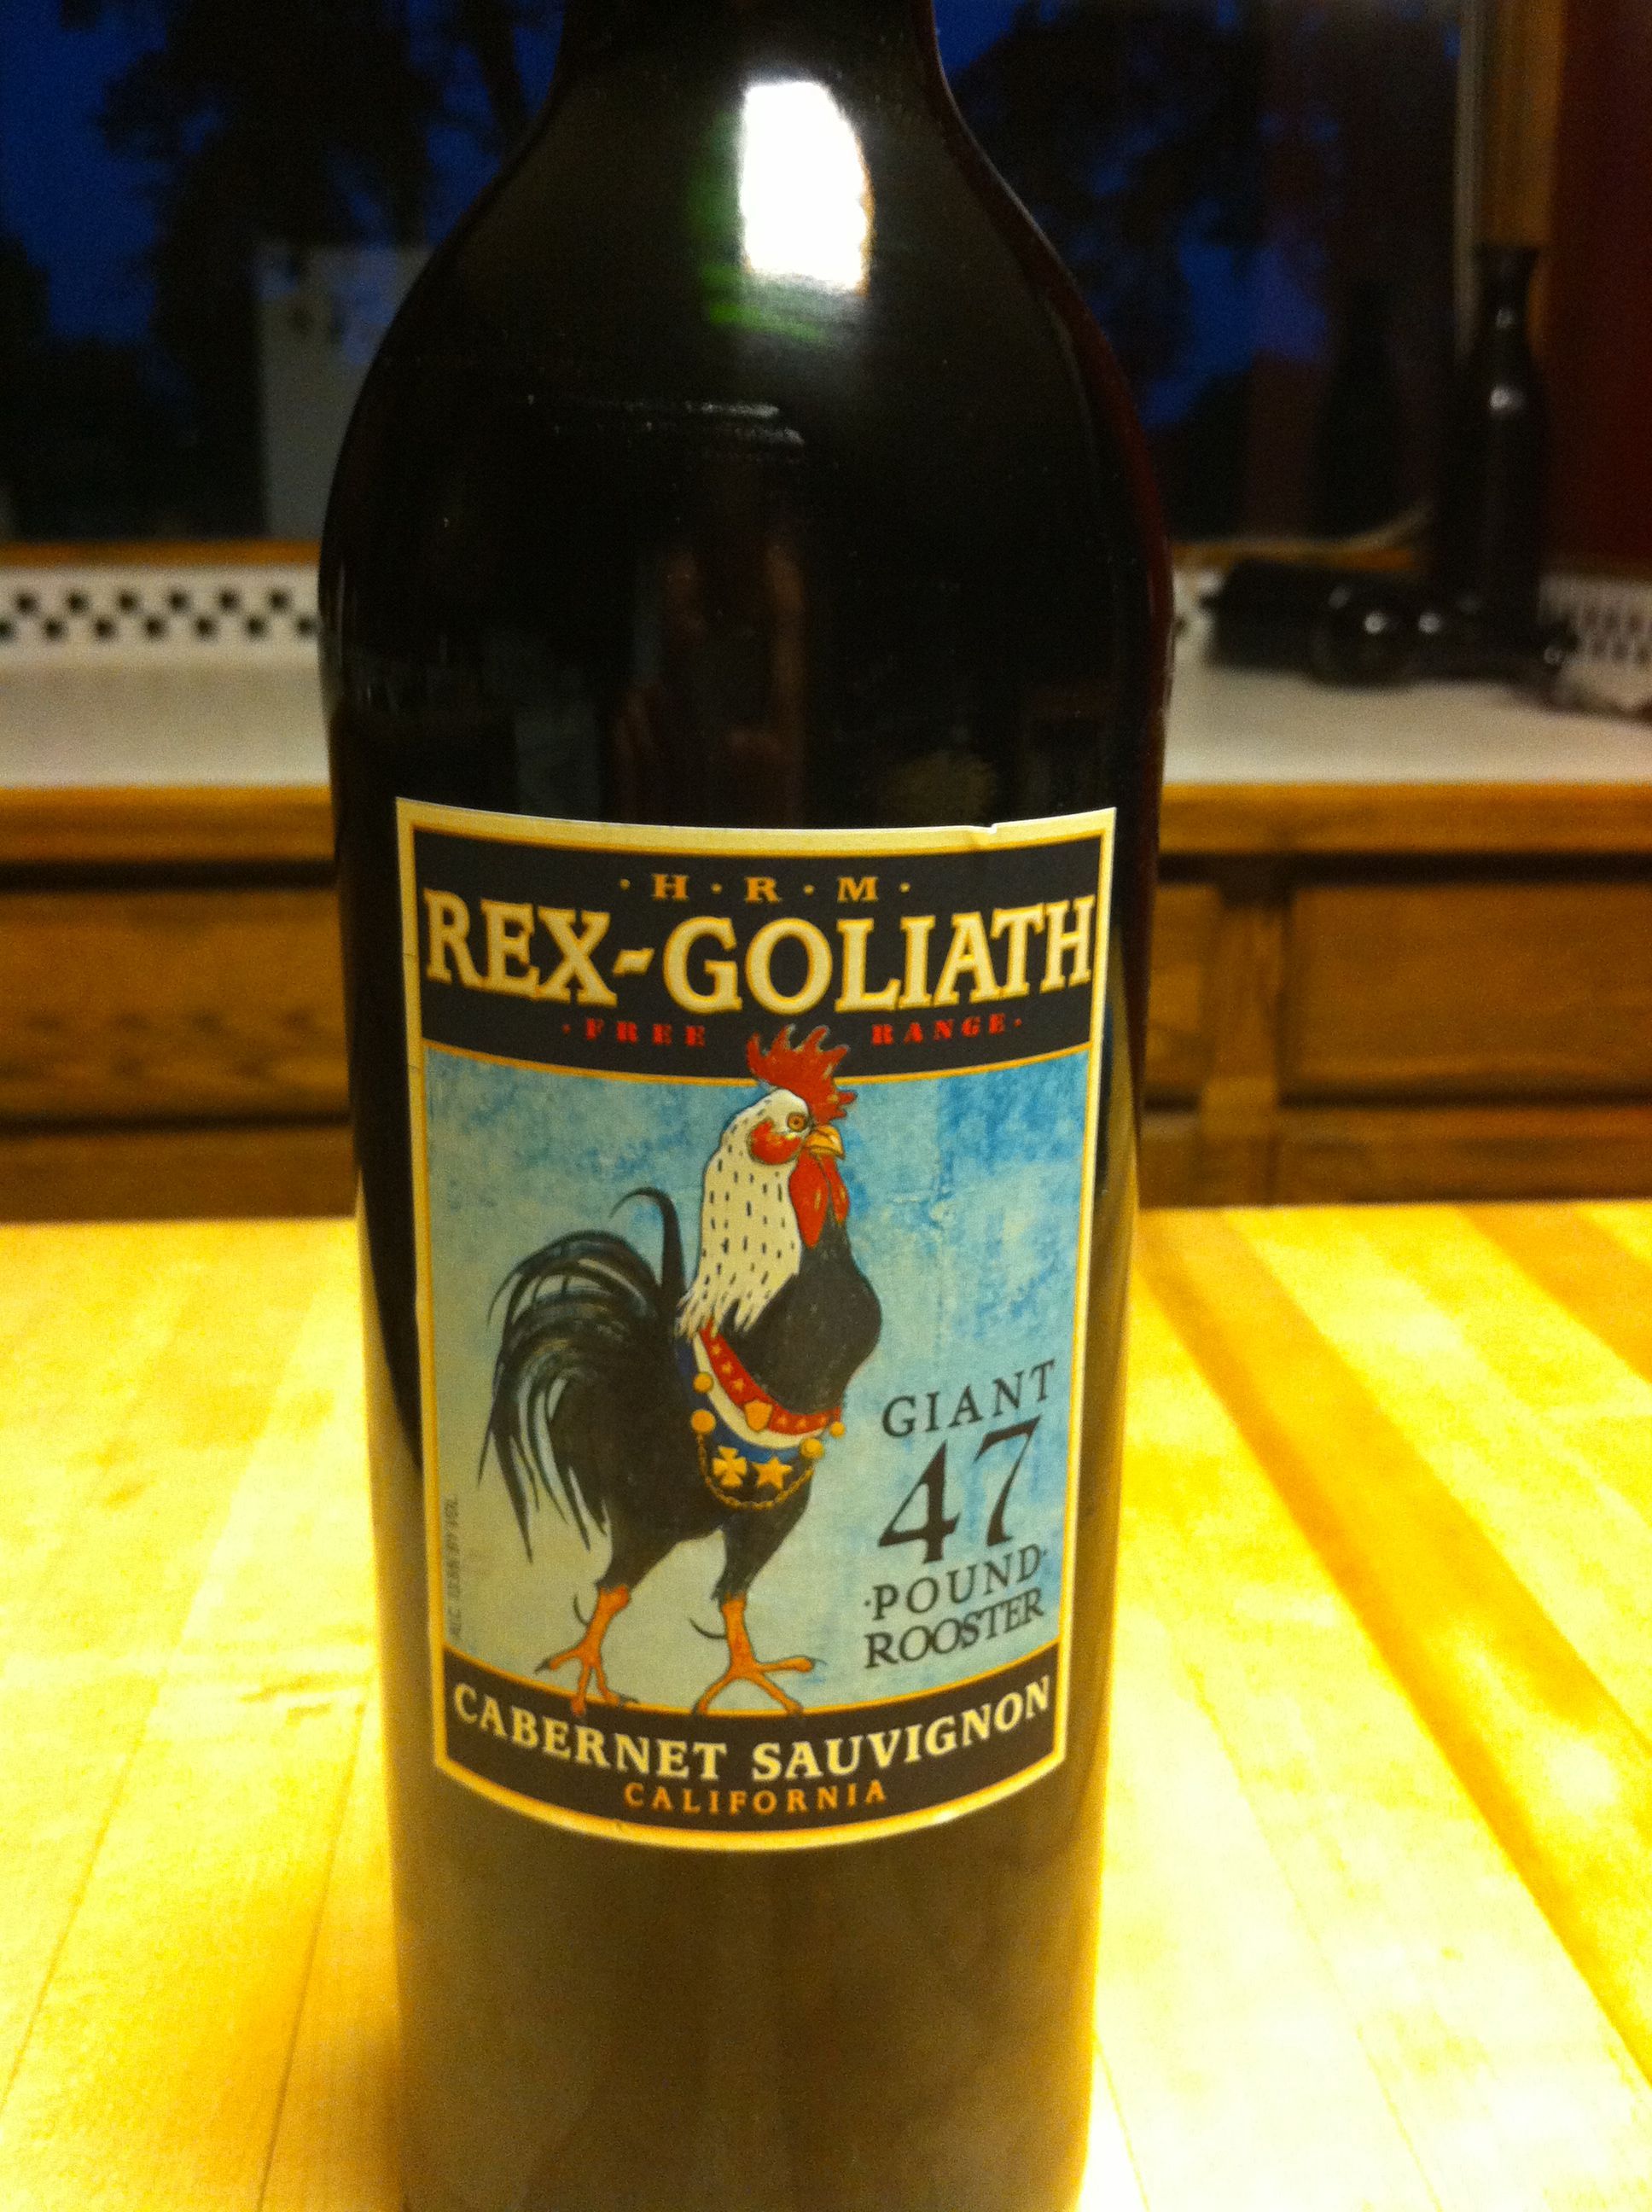 ·H·R·M·
REX-GOLIATH
·FREE RANGE·
GIANT
47
·POUND·
ROOSTER
CABERNET SAUVIGNON
CALIFORNIA